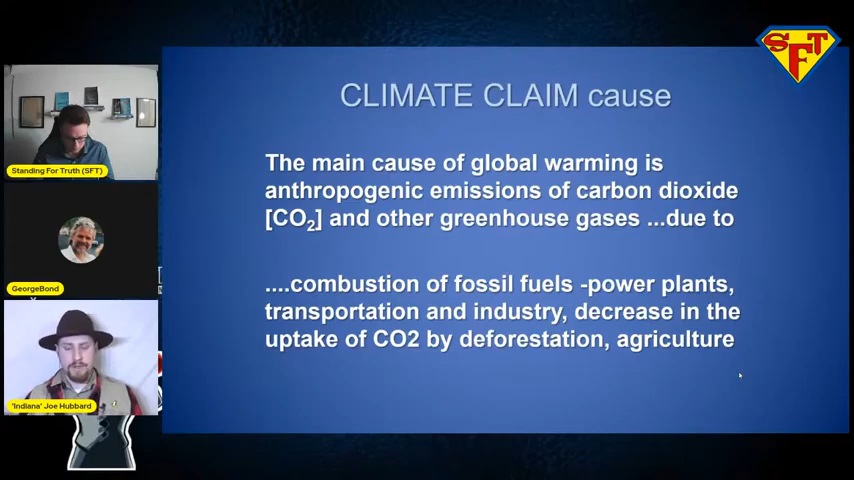 SFT
CLIMATE CLAIM cause
The main cause of global warming is
anthropogenic emissions of carbon dioxide
[CO₂] and other greenhouse gases ...due to
....combustion of fossil fuels -power plants,
transportation and industry, decrease in the
uptake of CO2 by deforestation, agriculture
Standing For Truth (SFT)
GeorgeBond
'Indiana' Joe Hubbard